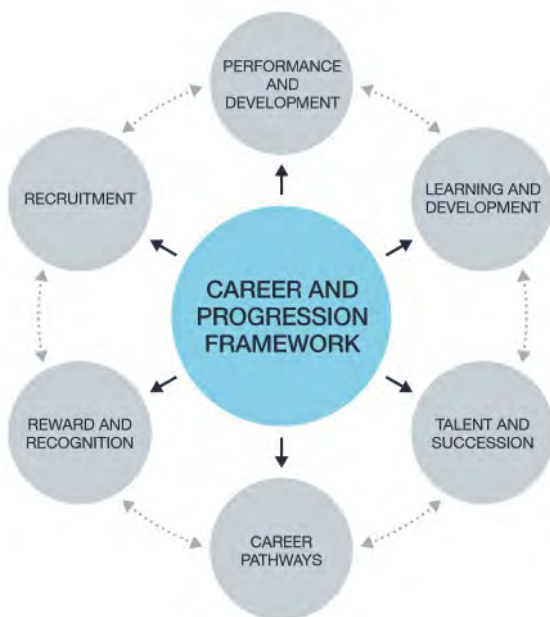 PERFORMANCE
AND
DEVELOPMENT
RECRUITMENT
LEARNING AND
DEVELOPMENT
CAREER AND
PROGRESSION
FRAMEWORK
REWARD AND
RECOGNITION
TALENT AND
SUCCESSION
CAREER
PATHWAYS